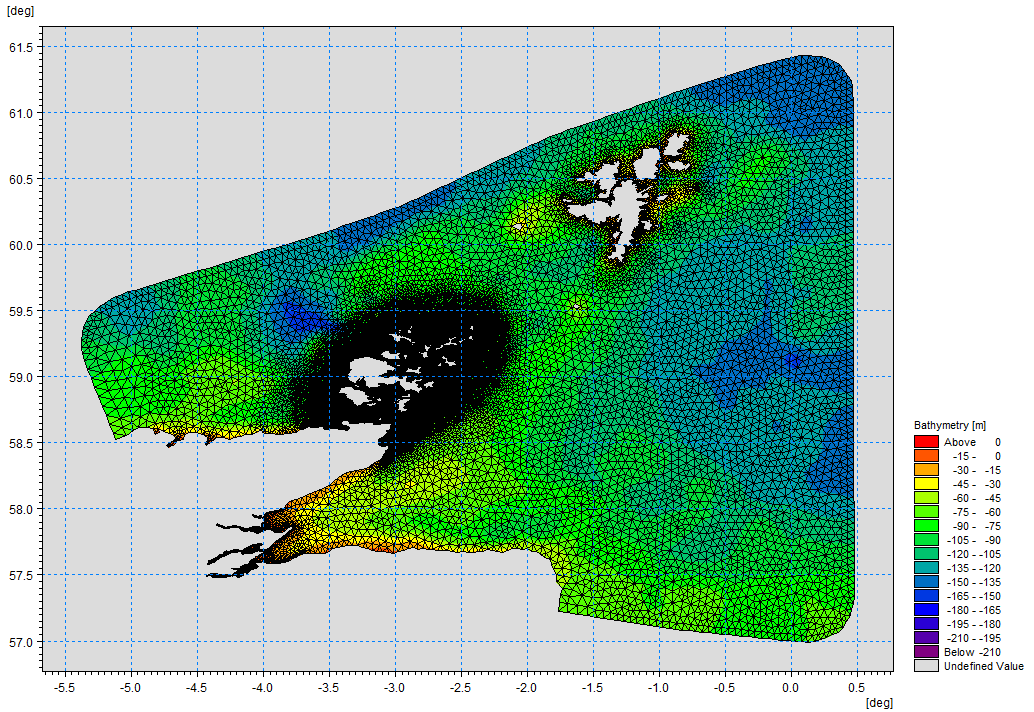 [deg]
61.5
61.0
60.5
60.0
59.5
59.0
58.5
58.0
57.5
57.0
-5.5 -5.0 -4.5 -4.0 -3.5 -3.0 -2.5 -2.0 -1.5 -1.0 -0.5 0.0 0.5
[deg]
Bathymetry [m]
Above 0
-15 - 0
-30 - -15
-45 - -30
-60 - -45
-75 - -60
-90 - -75
-105 - -90
-120 - -105
-135 - -120
-150 - -135
-165 - -150
-180 - -165
-195 - -180
-210 - -195
Below -210
Undefined Value